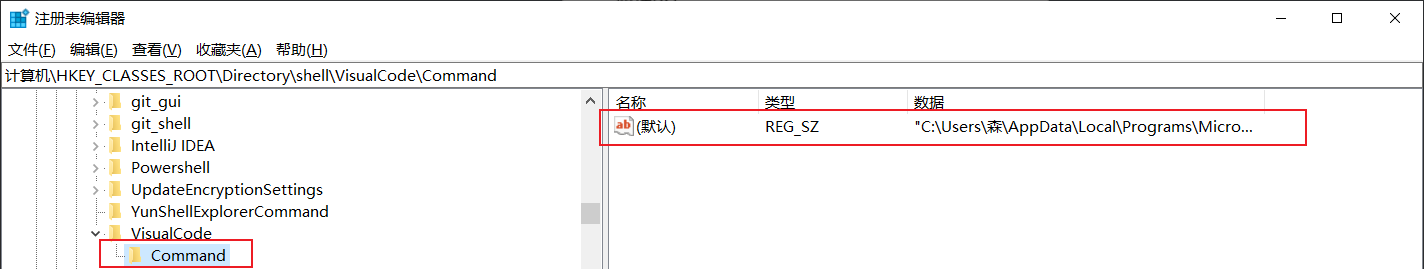 注册表编辑器
文件(F) 编辑(E) 查看(V) 收藏夹(A) 帮助(H)
计算机\HKEY_CLASSES_ROOT\Directory\shell\VisualCode\Command
git_gui
git_shell
IntelliJ IDEA
Powershell
UpdateEncryptionSettings
YunShellExplorerCommand
VisualCode
Command
名称 类型 数据
ab (默认) REG_SZ "C:\Users\森\AppData\Local\Programs\Micro...